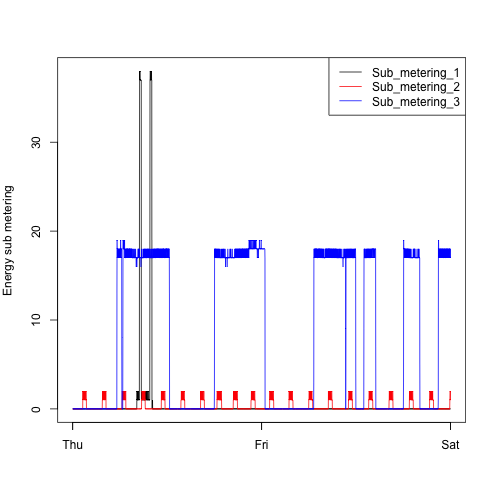 Sub_metering_1
Sub_metering_2
Sub_metering_3
Energy sub metering
30
20
10
0
Thu
Fri
Sat